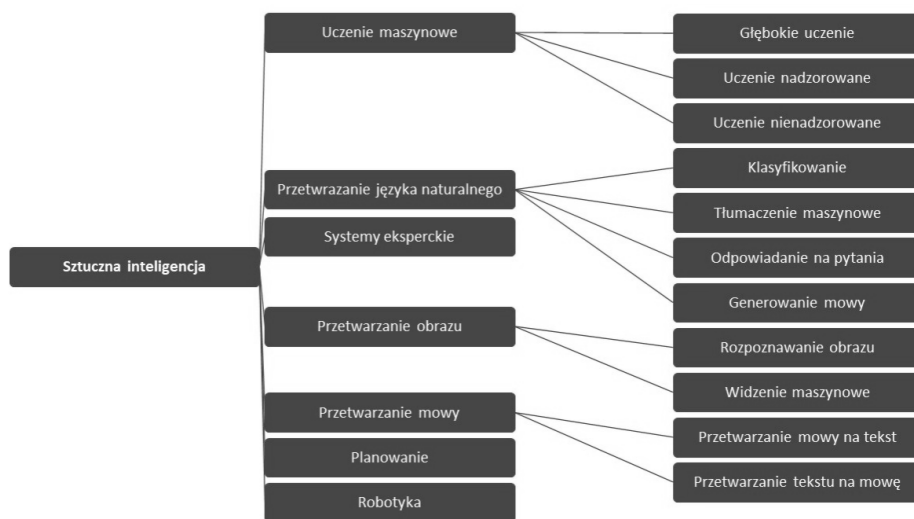 Sztuczna inteligencja
Uczenie maszynowe
Głębokie uczenie
Uczenie nadzorowane
Uczenie nienadzorowane
Przetwrazanie języka naturalnego
Klasyfikowanie
Tłumaczenie maszynowe
Odpowiadanie na pytania
Generowanie mowy
Systemy eksperckie
Przetwarzanie obrazu
Rozpoznawanie obrazu
Widzenie maszynowe
Przetwarzanie mowy
Przetwarzanie mowy na tekst
Przetwarzanie tekstu na mowę
Planowanie
Robotyka